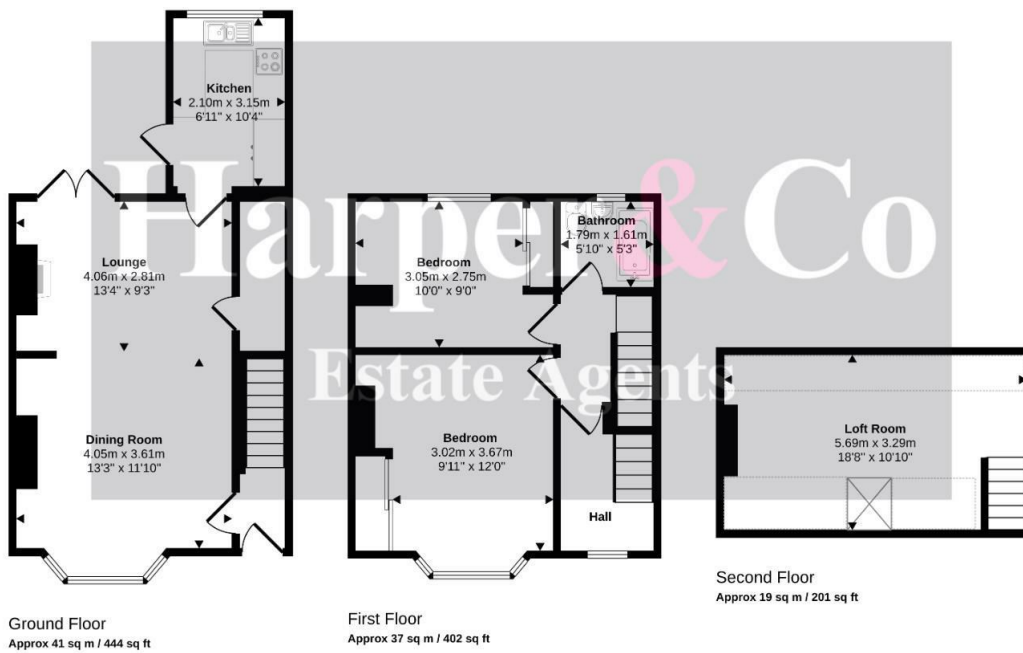 Kitchen
2.10m x 3.15m
6'11" x 10'4"
Harper & Co
Estate Agents
Lounge
4.06m x 2.81m
13'4" x 9'3"
Dining Room
4.05m x 3.61m
13'3" x 11'10"
Ground Floor
Approx 41 sq m / 444 sq ft
Bedroom
3.05m x 2.75m
10'0" x 9'0"
Bathroom
1.79m x 1.61m
5'10" x 5'3"
Bedroom
3.02m x 3.67m
9'11" x 12'0"
Hall
First Floor
Approx 37 sq m / 402 sq ft
Loft Room
5.69m x 3.29m
18'8" x 10'10"
Second Floor
Approx 19 sq m / 201 sq ft